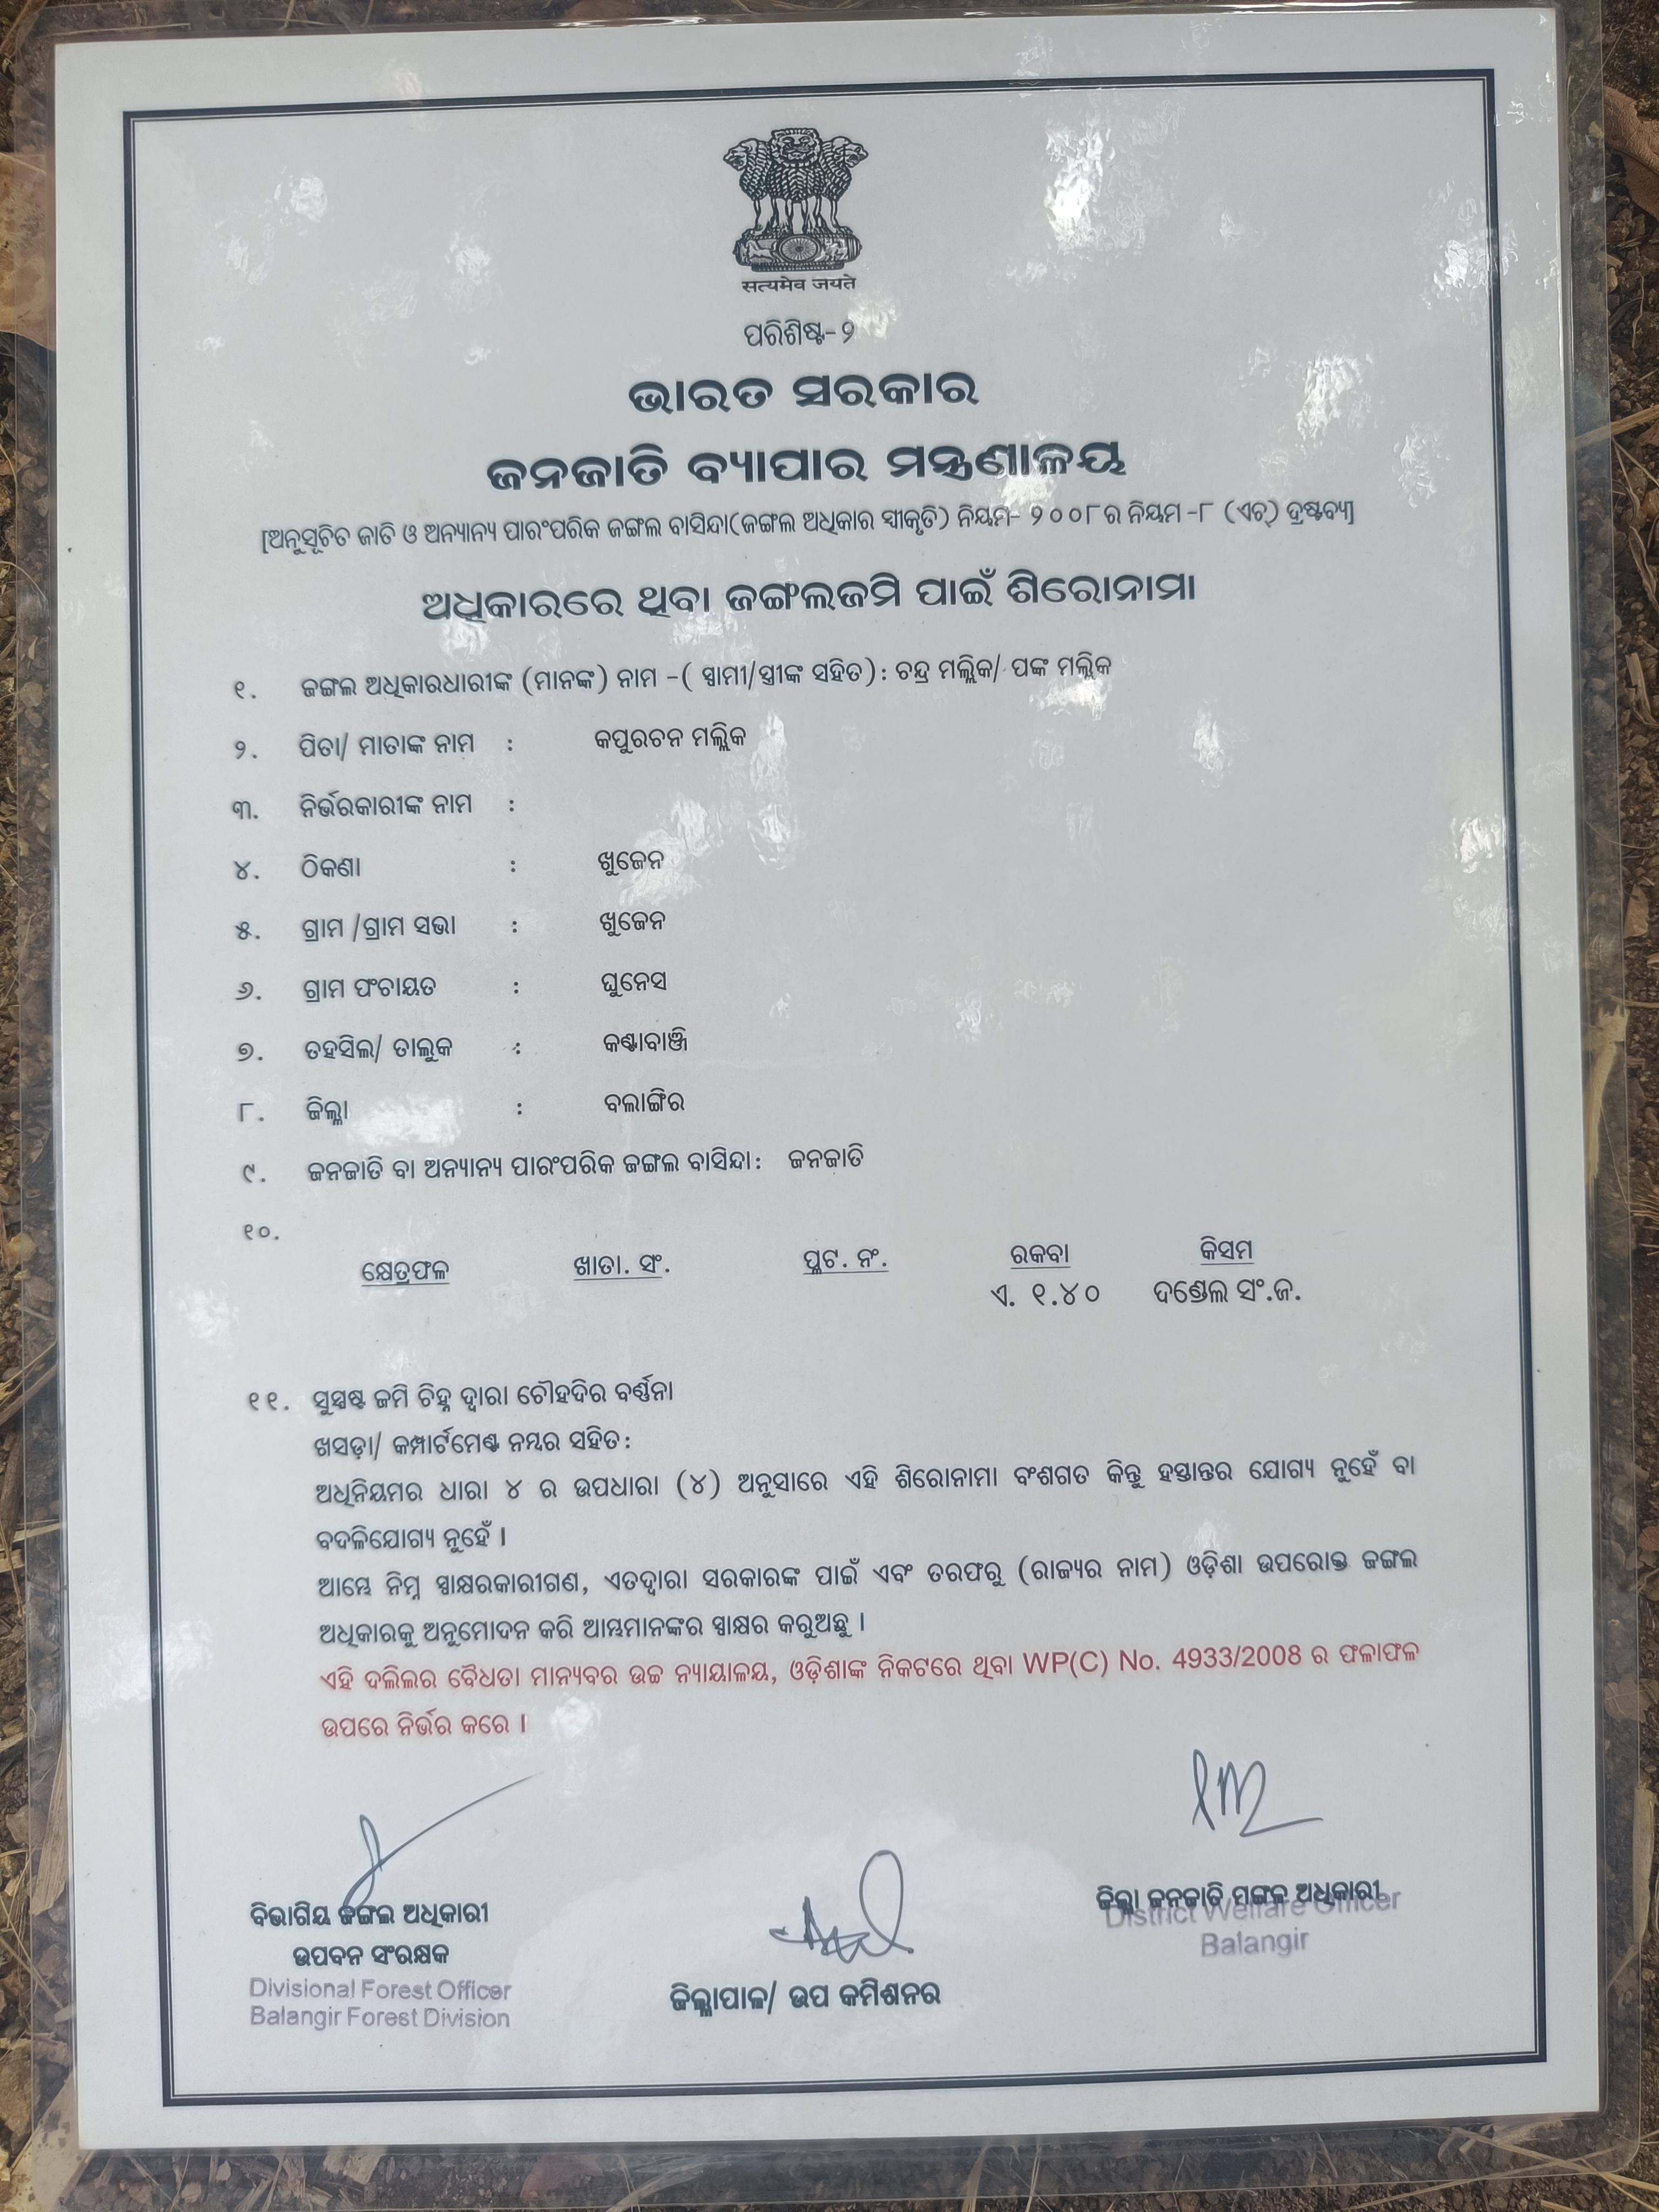 सत्यमेव जयते
ପରିଶିଷ୍ଟ-୨
ଭାରତ ସରକାର
ଜନଜାତି ବ୍ୟାପାର ମନ୍ତ୍ରଣାଳୟ
[ଅନୁସୂଚିତ ଜାତି ଓ ଅନ୍ୟାନ୍ୟ ପାରଂପରିକ ଜଙ୍ଗଲ ବାସିନ୍ଦା(ଜଙ୍ଗଲ ଅଧିକାର ସ୍ୱୀକୃତି) ନିୟମ- ୨୦୦୮ର ନିୟମ -୮ (ଏଚ୍) ଦ୍ରଷ୍ଟବ୍ୟ]
ଅଧିକାରରେ ଥିବା ଜଙ୍ଗଲଜମି ପାଇଁ ଶିରୋନାମା
୧. ଜଙ୍ଗଲ ଅଧିକାରଧାରୀଙ୍କ (ମାନଙ୍କ) ନାମ -( ସ୍ୱାମୀ/ସ୍ତ୍ରୀଙ୍କ ସହିତ): ଚନ୍ଦ୍ର ମଲ୍ଲିକ/ ପଙ୍କ ମଲ୍ଲିକ
୨. ପିତା/ ମାତାଙ୍କ ନାମ : କପୁରଚନ ମଲ୍ଲିକ
୩. ନିର୍ଭରକାରୀଙ୍କ ନାମ :
୪. ଠିକଣା : ଖୁଜେନ
୫. ଗ୍ରାମ /ଗ୍ରାମ ସଭା : ଖୁଜେନ
୬. ଗ୍ରାମ ପଂଚାୟତ : ଘୁନେସ
୭. ତହସିଲ/ ତାଲୁକ : କଣ୍ଟାବାଞ୍ଜି
୮. ଜିଲ୍ଲା : ବଲାଙ୍ଗିର
୯. ଜନଜାତି ବା ଅନ୍ୟାନ୍ୟ ପାରଂପରିକ ଜଙ୍ଗଲ ବାସିନ୍ଦା: ଜନଜାତି
୧୦.
କ୍ଷେତ୍ରଫଳ ଖାତା. ସଂ. ପ୍ଲଟ. ନଂ. ରକବା କିସମ
ଏ. ୧.୪୦ ଦଣ୍ଡେଲ ସଂ.ଜ.
୧୧. ସୁସ୍ପଷ୍ଟ ଜମି ଚିହ୍ନ ଦ୍ୱାରା ଚୌହଦିର ବର୍ଣ୍ଣନା
ଖସଡ଼ା/ କମ୍ପାର୍ଟମେଣ୍ଟ ନମ୍ବର ସହିତ:
ଅଧିନିୟମର ଧାରା ୪ ର ଉପଧାରା (୪) ଅନୁସାରେ ଏହି ଶିରୋନାମା ବଂଶଗତ କିନ୍ତୁ ହସ୍ତାନ୍ତର ଯୋଗ୍ୟ ନୁହେଁ ବା
ବଦଳିଯୋଗ୍ୟ ନୁହେଁ ।
ଆମ୍ଭେ ନିମ୍ନ ସ୍ୱାକ୍ଷରକାରୀଗଣ, ଏତଦ୍ୱାରା ସରକାରଙ୍କ ପାଇଁ ଏବଂ ତରଫରୁ (ରାଜ୍ୟର ନାମ) ଓଡ଼ିଶା ଉପରୋକ୍ତ ଜଙ୍ଗଲ
ଅଧିକାରକୁ ଅନୁମୋଦନ କରି ଆମ୍ଭମାନଙ୍କର ସ୍ୱାକ୍ଷର କରୁଅଛୁ ।
ଏହି ଦଲିଲର ବୈଧତା ମାନ୍ୟବର ଉଚ୍ଚ ନ୍ୟାୟାଳୟ, ଓଡ଼ିଶାଙ୍କ ନିକଟରେ ଥିବା WP(C) No. 4933/2008 ର ଫଳାଫଳ
ଉପରେ ନିର୍ଭର କରେ ।
ବିଭାଗିୟ ଜଙ୍ଗଲ ଅଧିକାରୀ
ଉପବନ ସଂରକ୍ଷକ
Divisional Forest Officer
Balangir Forest Division
ଜିଲ୍ଲାପାଳ/ ଉପ କମିଶନର
ଜିଲ୍ଲା ଜନଜାତି ମଙ୍ଗଳ ଅଧିକାରୀ
District Welfare Officer
Balangir